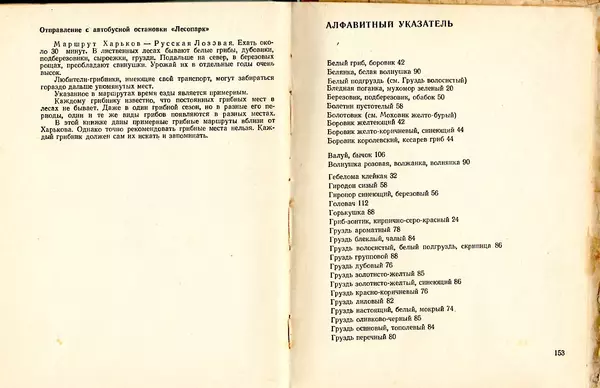 Отправление с автобусной остановки «Лесопарк»
Маршрут Харьков — Русская Лозовая. Ехать око-
ло 30 минут. В лиственных лесах бывают белые грибы, дубовики,
подберезовики, сыроежки, грузди. Подальше на север, в березовых
рощах, преобладают свинушки. Урожай их в отдельные годы очень
высок.
Любители-грибники, имеющие свой транспорт, могут забираться
гораздо дальше упомянутых мест.
Указанное в маршрутах время езды является примерным.
Каждому грибнику известно, что постоянных грибных мест в
лесах не бывает. Даже в один грибной сезон, но в разные его пе-
риоды, одни и те же виды грибов появляются в разных местах.
В этой книжке даны примерные грибные маршруты вблизи от
Харькова. Однако точно рекомендовать грибные места нельзя. Каж-
дый грибник должен сам их искать и запоминать.
АЛФАВИТНЫЙ УКАЗАТЕЛЬ
Белый гриб, боровик 42
Белянка, белая волнушка 90
Белый подгруздь (см. Груздь волосистый)
Бледная поганка, мухомор зеленый 20
Березовик, подберезовик, обабок 50
Болетин пустотелый 58
Болотовик (см. Моховик желто-бурый)
Боровик желтеющий 42
Боровик желто-коричневый, синеющий 44
Боровик королевский, кесарев гриб 44
Валуй, бычок 106
Волнушка розовая, волжанка, волнянка 90
Гебелома клейкая 32
Гиродон сизый 58
Гиропор синеющий, березовый 56
Головач 112
Горькушка 88
Гриб-зонтик, кирпично-серо-красный 24
Груздь ароматный 78
Груздь блеклый, чалый 84
Груздь волосистый, белый подгруздь, скрипица 86
Груздь групповой 88
Груздь дубовый 76
Груздь золотисто-желтый 85
Груздь золотисто-желтый, синеющий 86
Груздь красно-коричневый 76
Груздь лиловый 82
Груздь настоящий, белый, мокрый 74.
Груздь оливково-черный 85
Груздь осиновый, тополевый 84
Груздь перечный 80
153